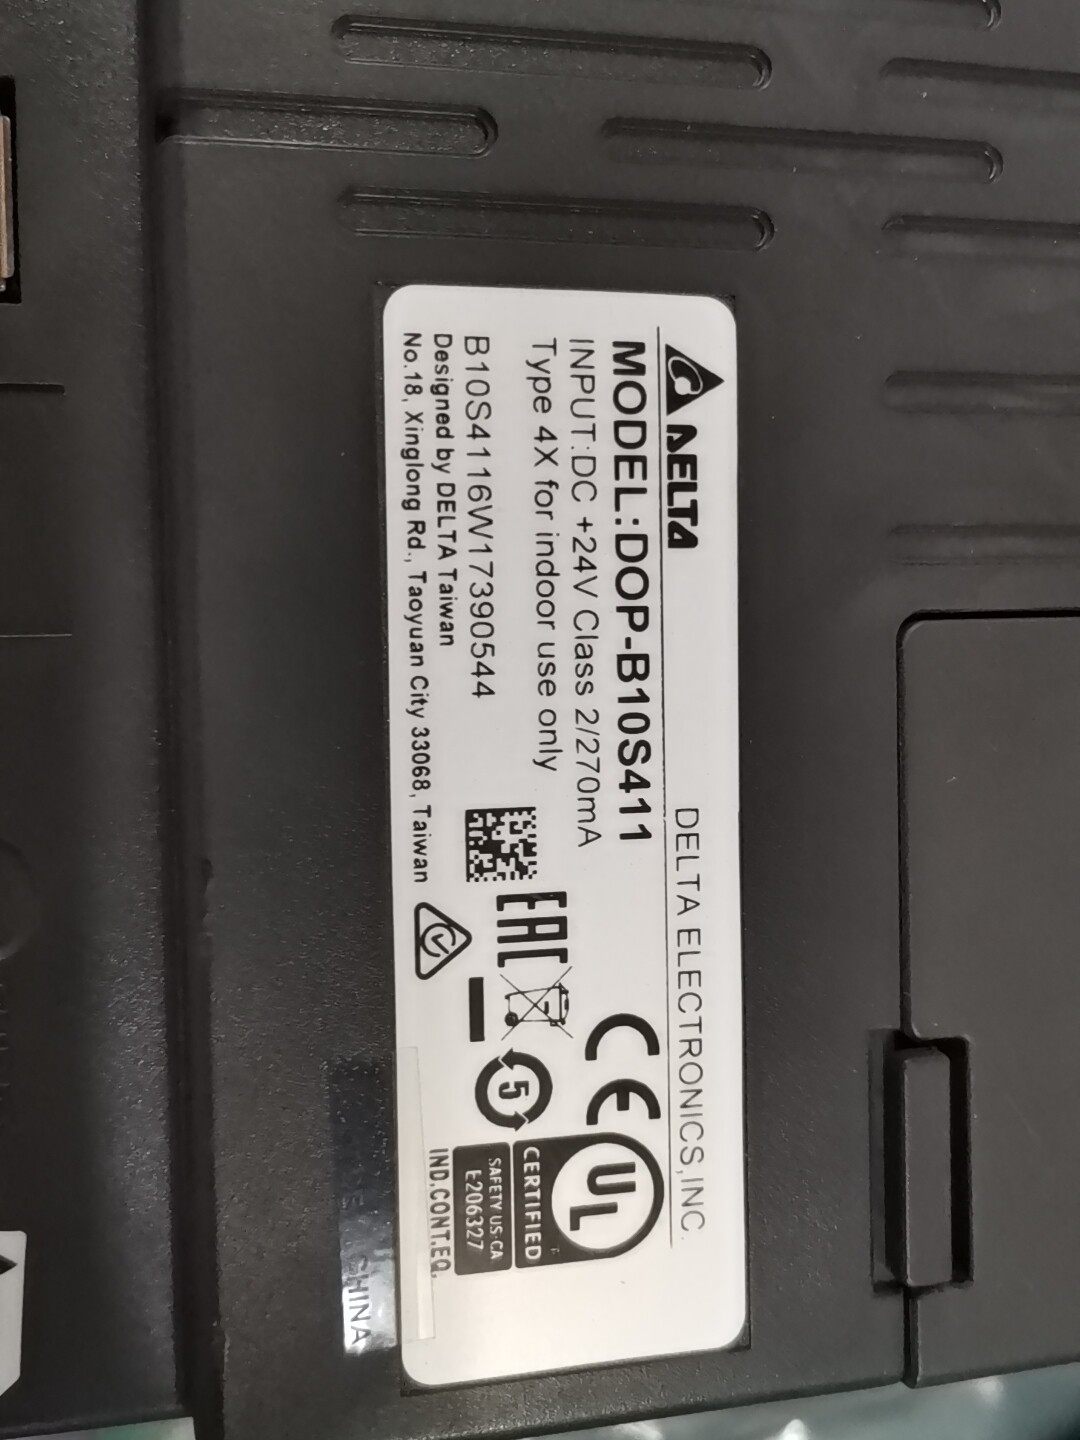 DELTA
DELTA ELECTRONICS, INC.
MODEL:DOP-B10S411
INPUT:DC +24V Class 2/270mA
Type 4X for indoor use only
B10S4116W17390544
Designed by DELTA Taiwan
No.18, Xinglong Rd., Taoyuan City 33068, Taiwan
EAC
CE
5
UL
CERTIFIED
SAFETY US-CA
E206327
IND.CONT.EQ.
CHINA